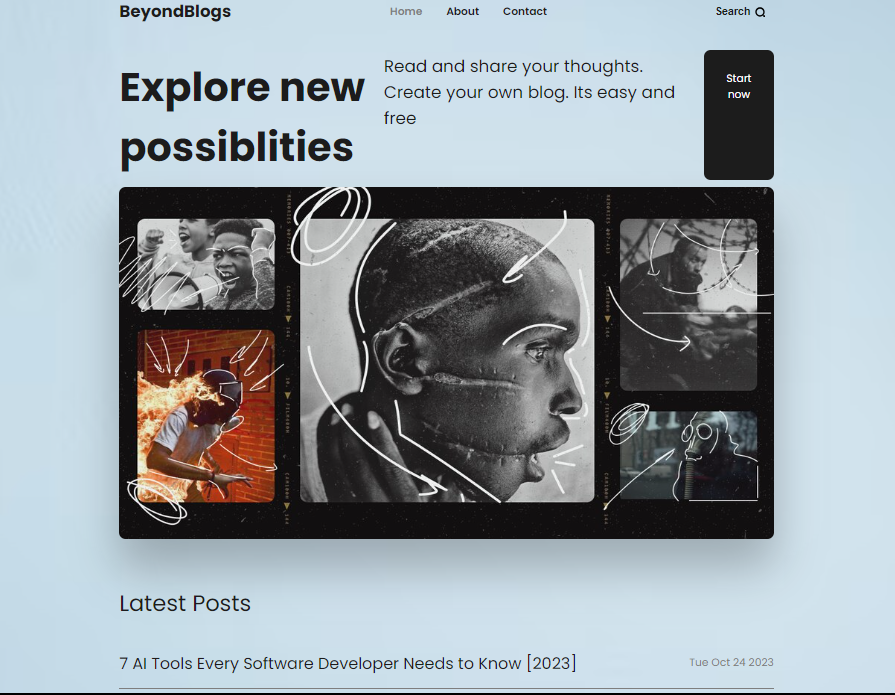 BeyondBlogs
Home About Contact
Search
Explore new
possiblities
Read and share your thoughts.
Create your own blog. Its easy and
free
Start
now
Latest Posts
7 AI Tools Every Software Developer Needs to Know [2023]
Tue Oct 24 2023